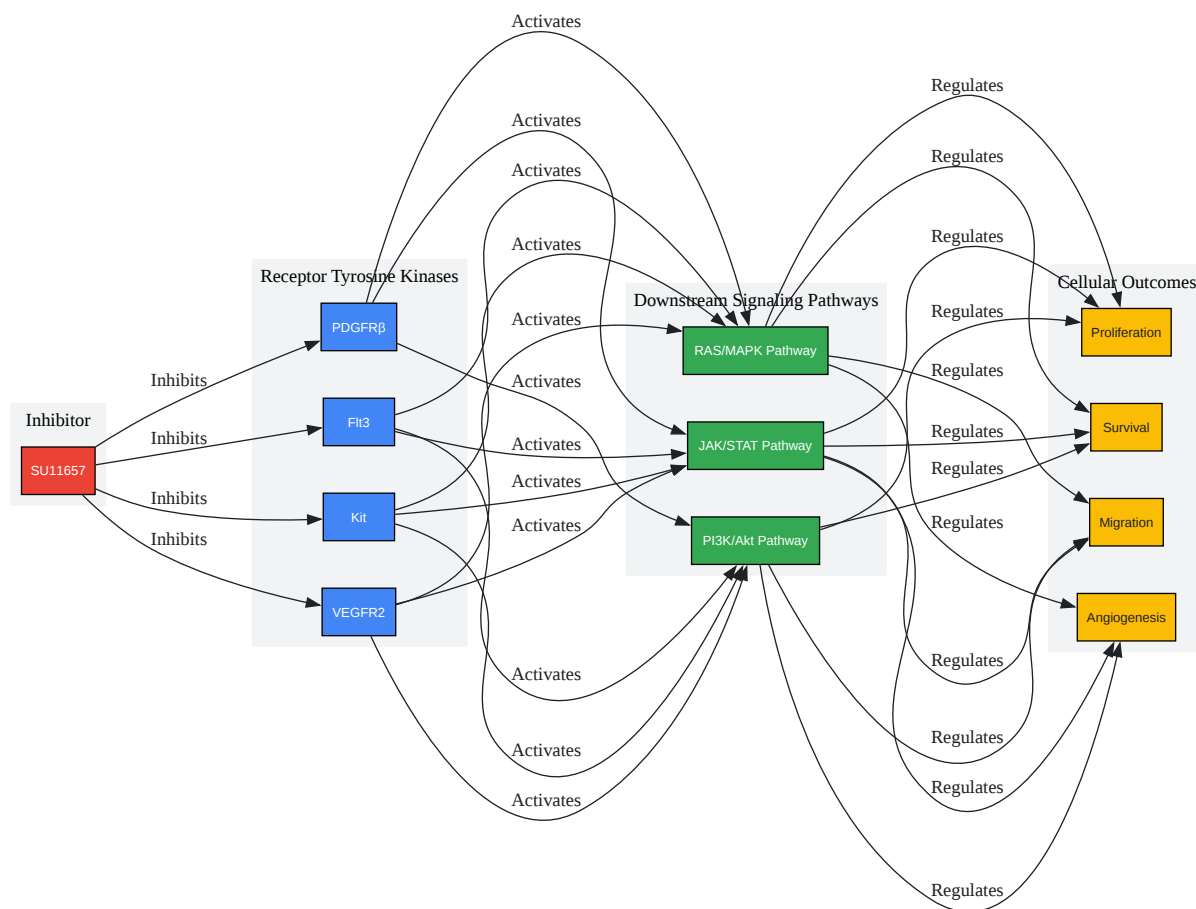 Activates
Regulates
Activates
Regulates
Activates
Regulates
Activates
Receptor Tyrosine Kinases
Cellular Outcomes
Downstream Signaling Pathways
PDGFRβ
Activates
Regulates
Proliferation
RAS/MAPK Pathway
Inhibits
Activates
Regulates
Inhibitor
Flt3
Survival
Inhibits
Activates
JAK/STAT Pathway
Regulates
SU11657
Activates
Regulates
Inhibits
Kit
Activates
Regulates
Migration
Inhibits
PI3K/Akt Pathway
VEGFR2
Angiogenesis
Activates
Regulates
Activates
Regulates
Activates
Regulates
Regulates